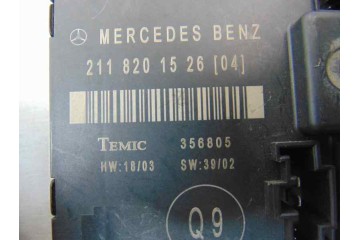 MERCEDES BENZ
211 820 15 26 [04]
TEMIC 356805
HW:18/03 SW:39/02
Q9